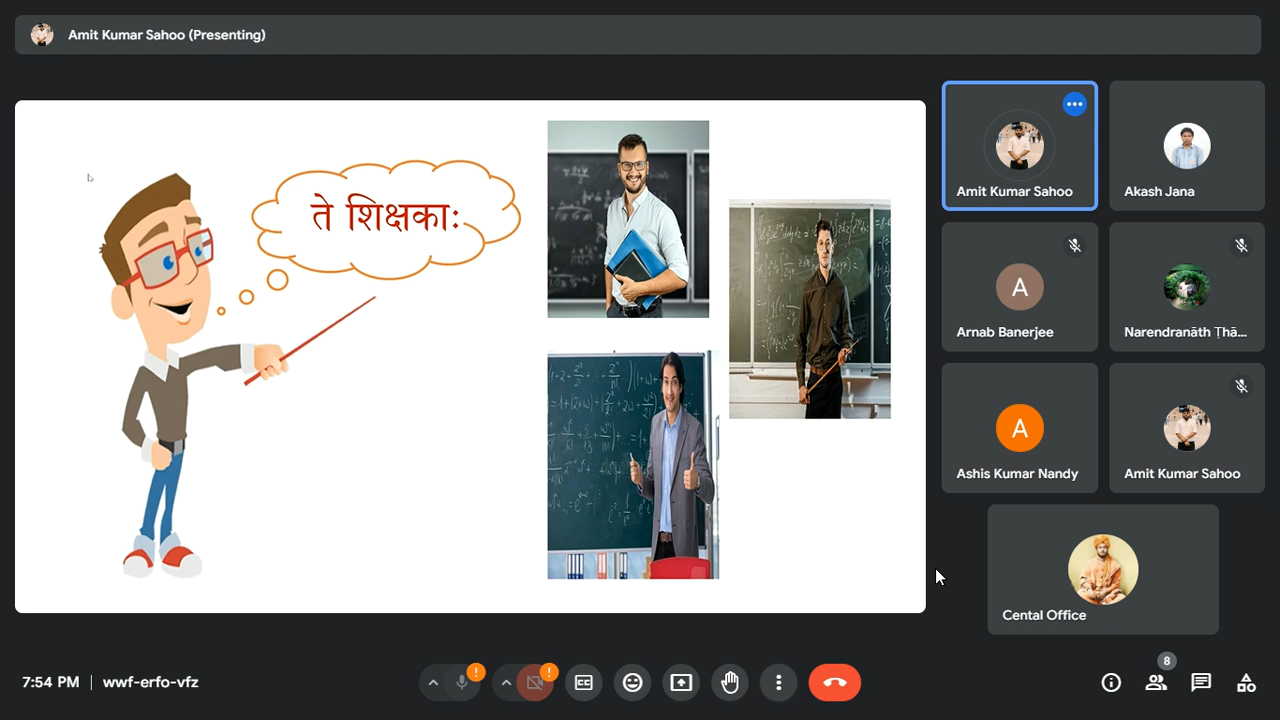 Amit Kumar Sahoo (Presenting)
ते शिक्षकाः
Amit Kumar Sahoo
Akash Jana
A
Arnab Banerjee
Narendranāth Ṭhā...
A
Ashis Kumar Nandy
Amit Kumar Sahoo
Cental Office
7:54 PM | wwf-erfo-vfz
CC
8